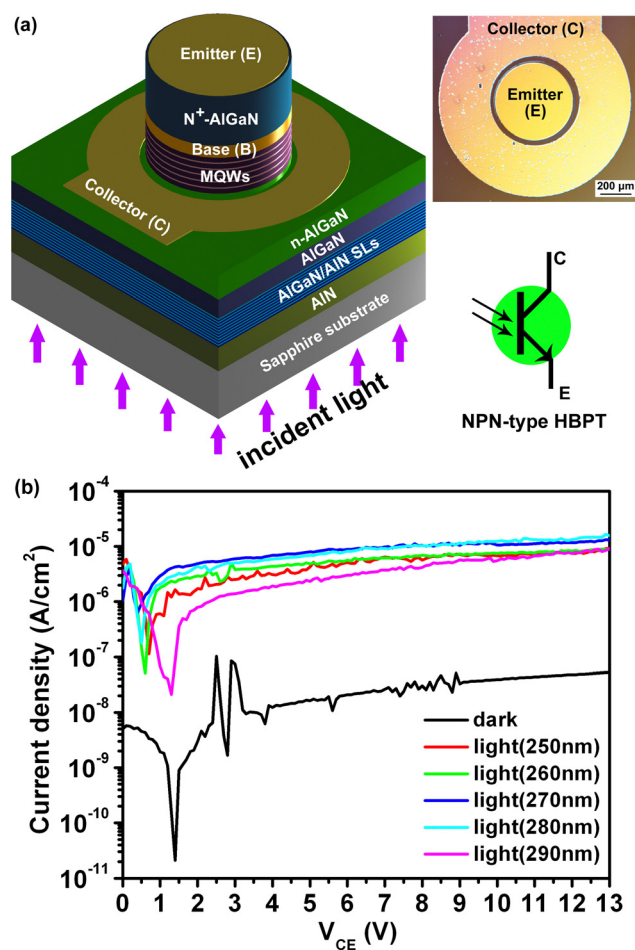 (a)
Emitter (E)
N+-AlGaN
Base (B)
MQWs
Collector (C)
n-AlGaN
AlGaN
AlGaN/AlN SLs
AlN
Sapphire substrate
incident light
Collector (C)
Emitter
(E)
200 μm
C
E
NPN-type HBPT
(b)
Current density (A/cm2)
10-4
10-5
10-6
10-7
10-8
10-9
10-10
10-11
dark
light(250nm)
light(260nm)
light(270nm)
light(280nm)
light(290nm)
0 1 2 3 4 5 6 7 8 9 10 11 12 13
VCE (V)